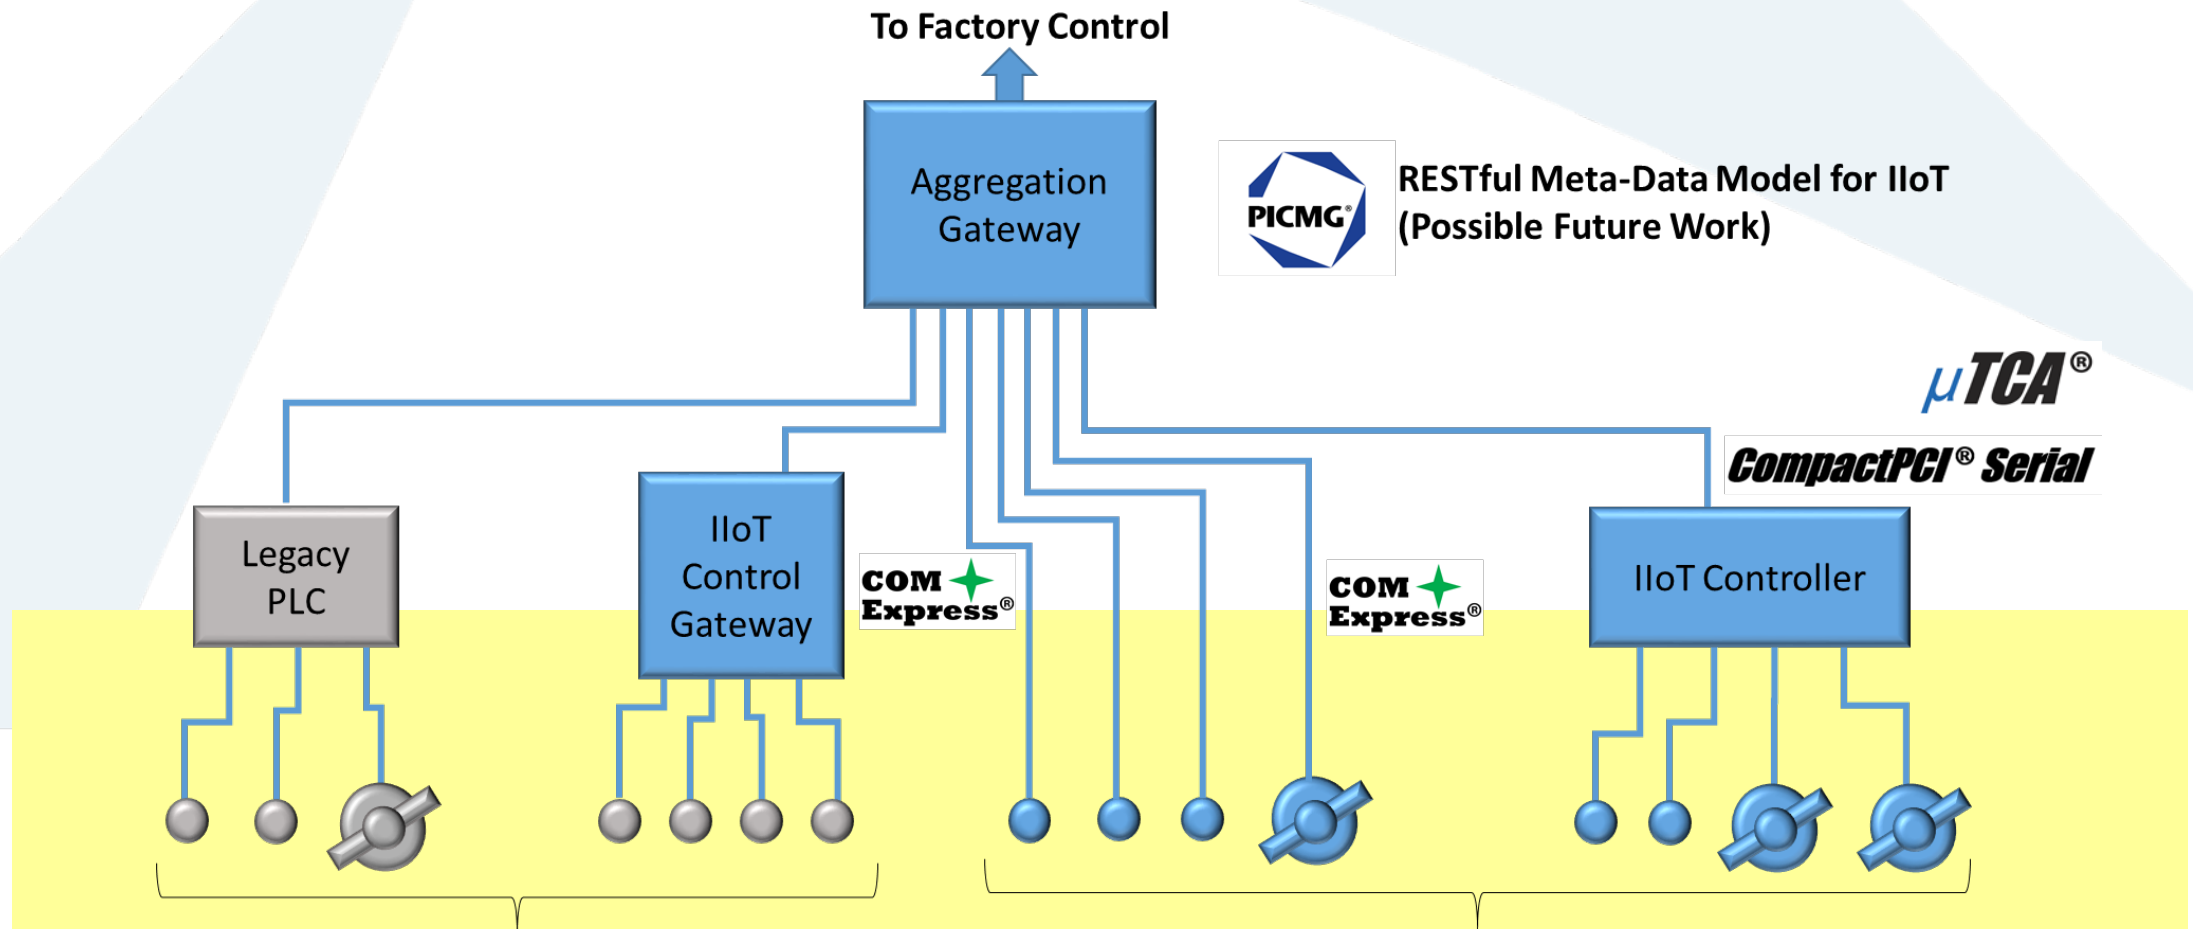 To Factory Control
Aggregation
Gateway
PICMG®
RESTful Meta-Data Model for IIoT
(Possible Future Work)
µTCA®
CompactPCI® Serial
Legacy
PLC
IIoT
Control
Gateway
COM
Express®
COM
Express®
IIoT Controller